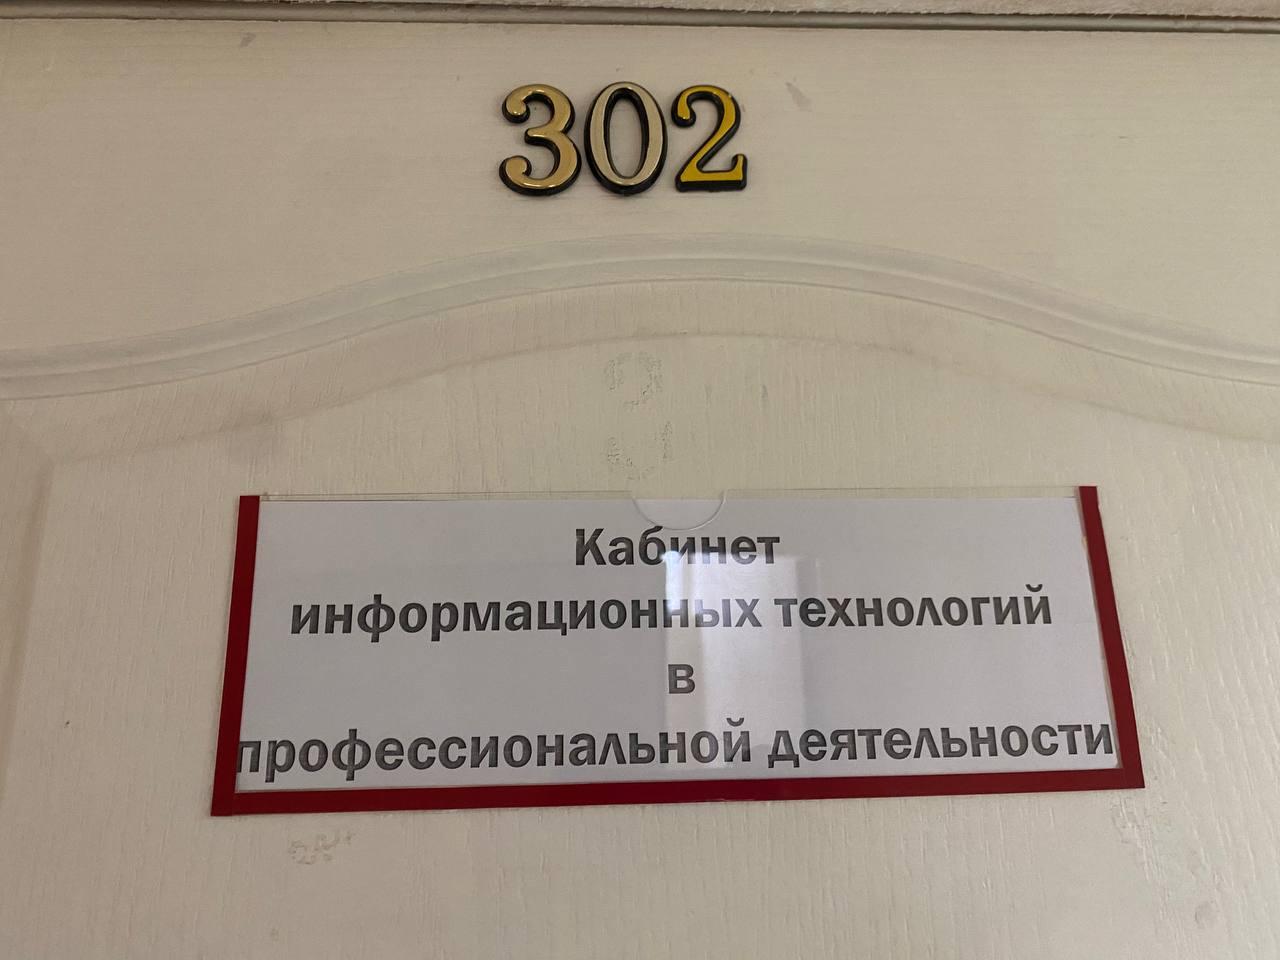 302
Кабинет
информационных технологий
в
профессиональной деятельности